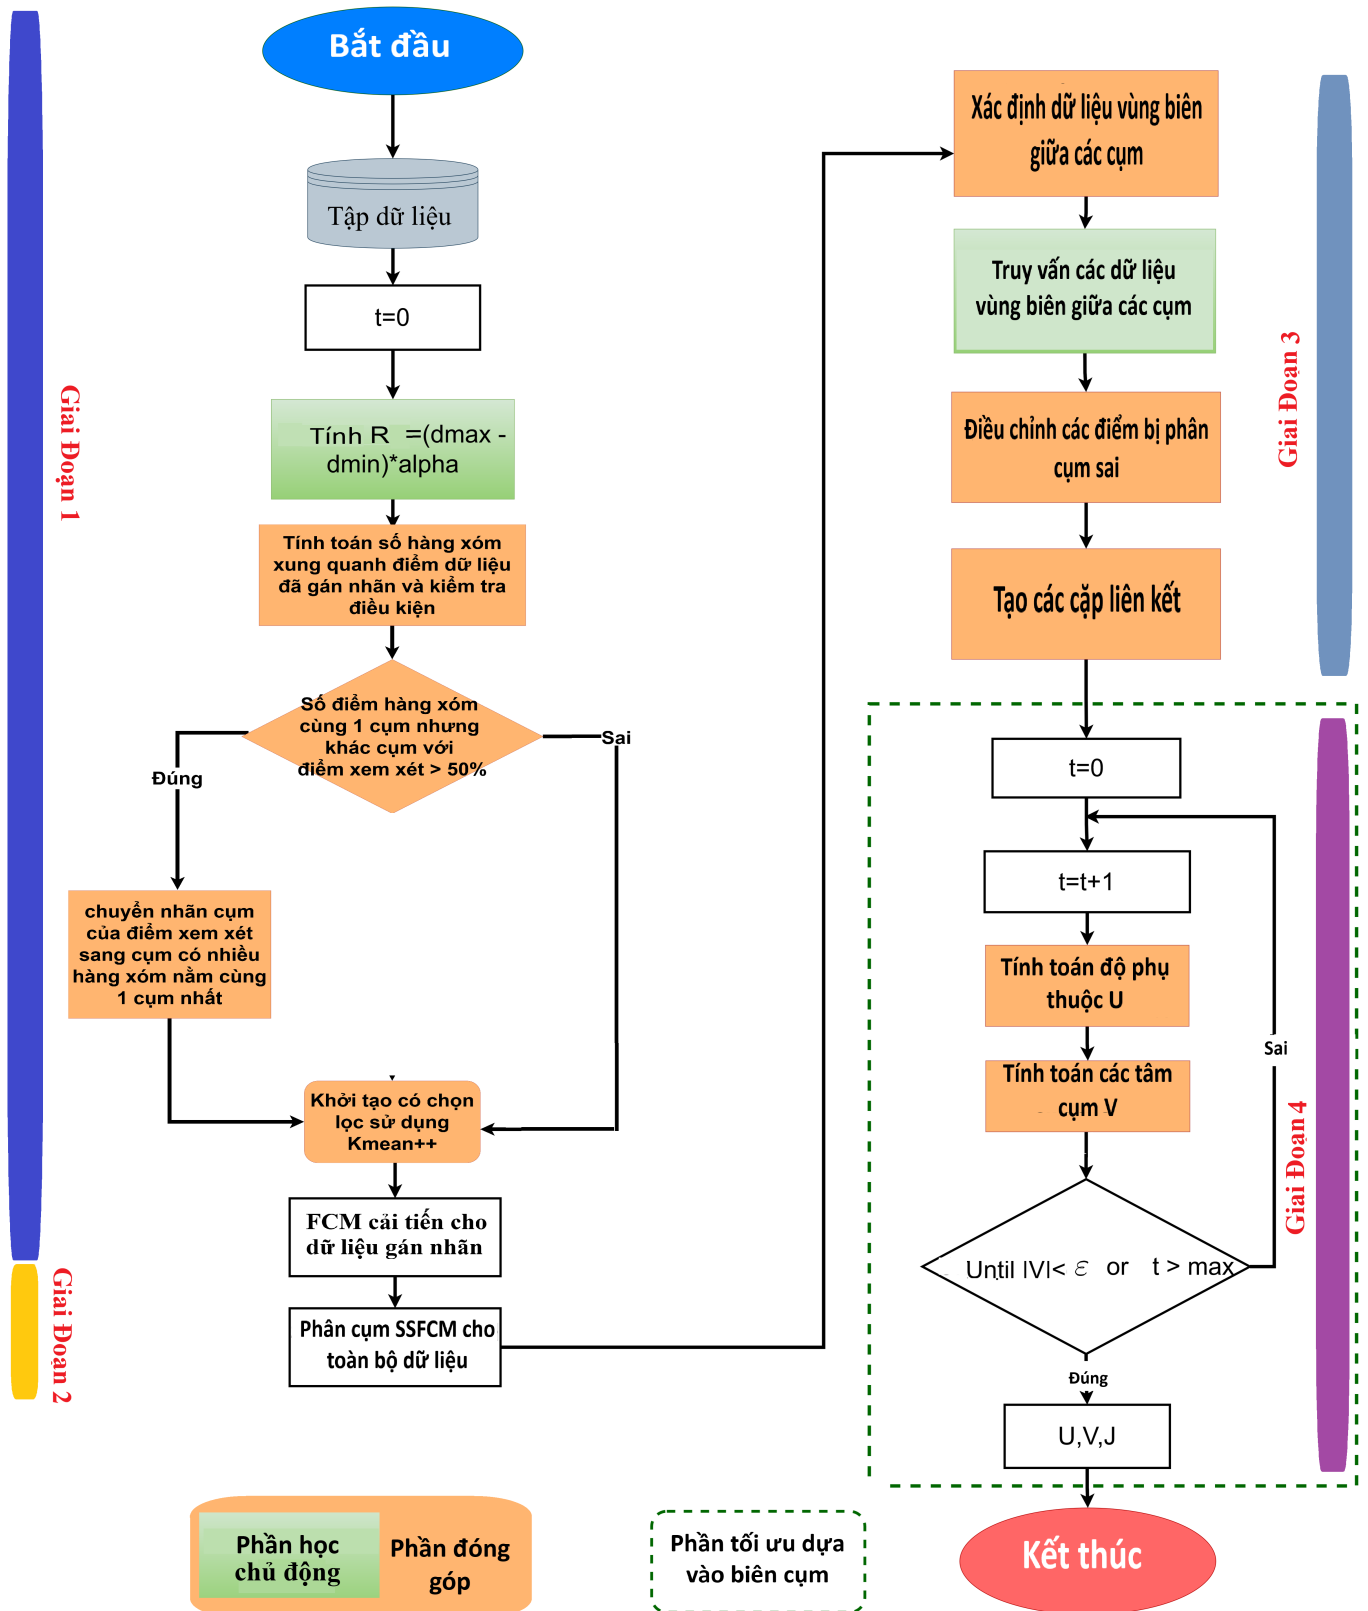 Bắt đầu
Tập dữ liệu
t=0
Tính R =(dmax -
dmin)*alpha
Tính toán số hàng xóm
xung quanh điểm dữ liệu
đã gán nhãn và kiểm tra
điều kiện
Số điểm hàng xóm
cùng 1 cụm nhưng
khác cụm với
điểm xem xét > 50%
Đúng
Sai
chuyển nhãn cụm
của điểm xem xét
sang cụm có nhiều
hàng xóm nằm cùng
1 cụm nhất
Khởi tạo có chọn
lọc sử dụng
Kmean++
FCM cải tiến cho
dữ liệu gán nhãn
Phân cụm SSFCM cho
toàn bộ dữ liệu
Giai Đoạn 1
Giai Đoạn 2
Xác định dữ liệu vùng biên
giữa các cụm
Truy vấn các dữ liệu
vùng biên giữa các cụm
Điều chỉnh các điểm bị phân
cụm sai
Tạo các cặp liên kết
Giai Đoạn 3
t=0
t=t+1
Tính toán độ phụ
thuộc U
Tính toán các tâm
cụm V
Sai
Until |V|< ε or t > max
Đúng
U,V,J
Giai Đoạn 4
Kết thúc
Phần học
chủ động
Phần đóng
góp
Phần tối ưu dựa
vào biên cụm